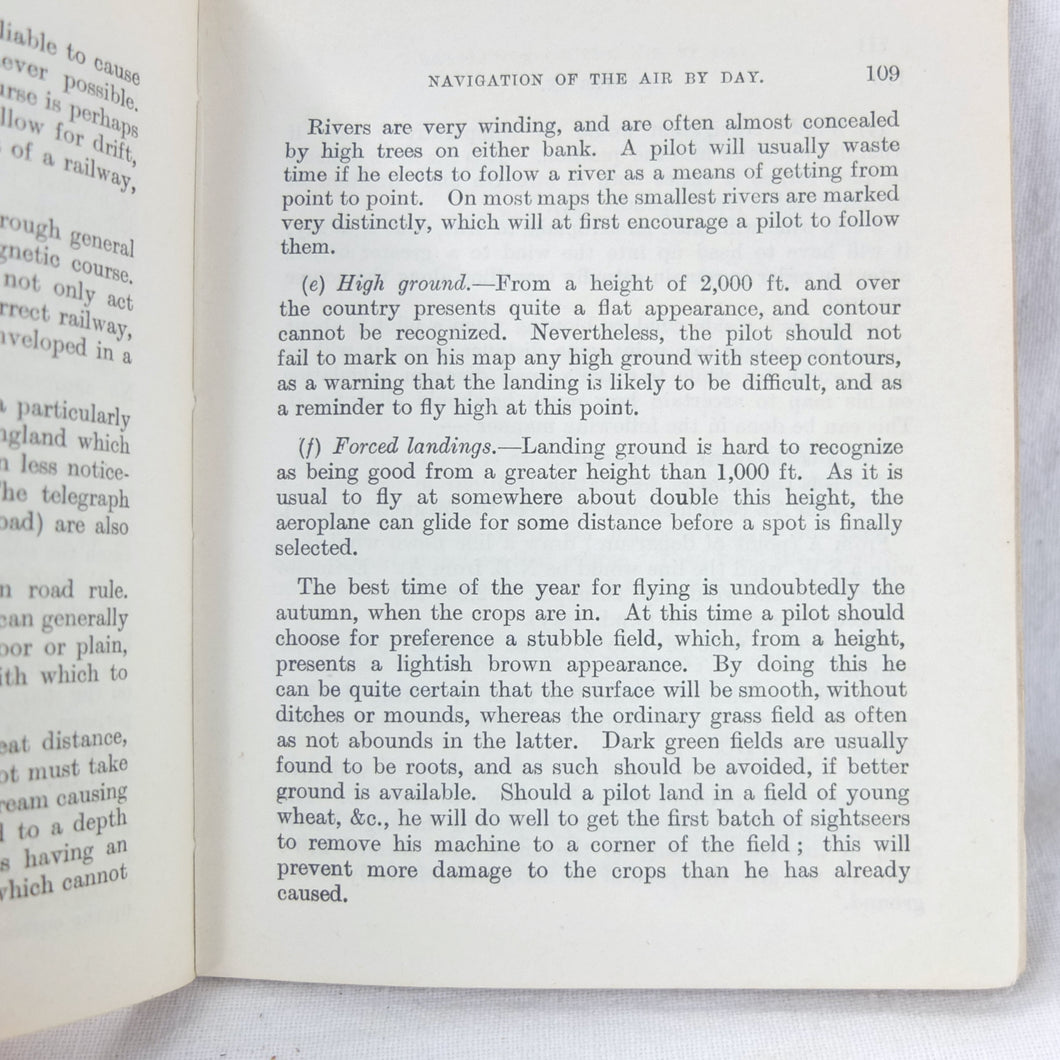 liable to cause
ever possible.
urse is perhaps
llow for drift,
of a railway,
rough general
gnetic course.
not only act
rrect railway,
nveloped in a
particularly
ngland which
n less notice-
The telegraph
oad) are also
n road rule.
can generally
oor or plain,
ith which to
eat distance,
ot must take
ream causing
to a depth
s having an
which cannot
NAVIGATION OF THE AIR BY DAY. 109
Rivers are very winding, and are often almost concealed
by high trees on either bank. A pilot will usually waste
time if he elects to follow a river as a means of getting from
point to point. On most maps the smallest rivers are marked
very distinctly, which will at first encourage a pilot to follow
them.
(e) High ground.—From a height of 2,000 ft. and over
the country presents quite a flat appearance, and contour
cannot be recognized. Nevertheless, the pilot should not
fail to mark on his map any high ground with steep contours,
as a warning that the landing is likely to be difficult, and as
a reminder to fly high at this point.
(f) Forced landings.—Landing ground is hard to recognize
as being good from a greater height than 1,000 ft. As it is
usual to fly at somewhere about double this height, the
aeroplane can glide for some distance before a spot is finally
selected.
The best time of the year for flying is undoubtedly the
autumn, when the crops are in. At this time a pilot should
choose for preference a stubble field, which, from a height,
presents a lightish brown appearance. By doing this he
can be quite certain that the surface will be smooth, without
ditches or mounds, whereas the ordinary grass field as often
as not abounds in the latter. Dark green fields are usually
found to be roots, and as such should be avoided, if better
ground is available. Should a pilot land in a field of young
wheat, &c., he will do well to get the first batch of sightseers
to remove his machine to a corner of the field ; this will
prevent more damage to the crops than he has already
caused.